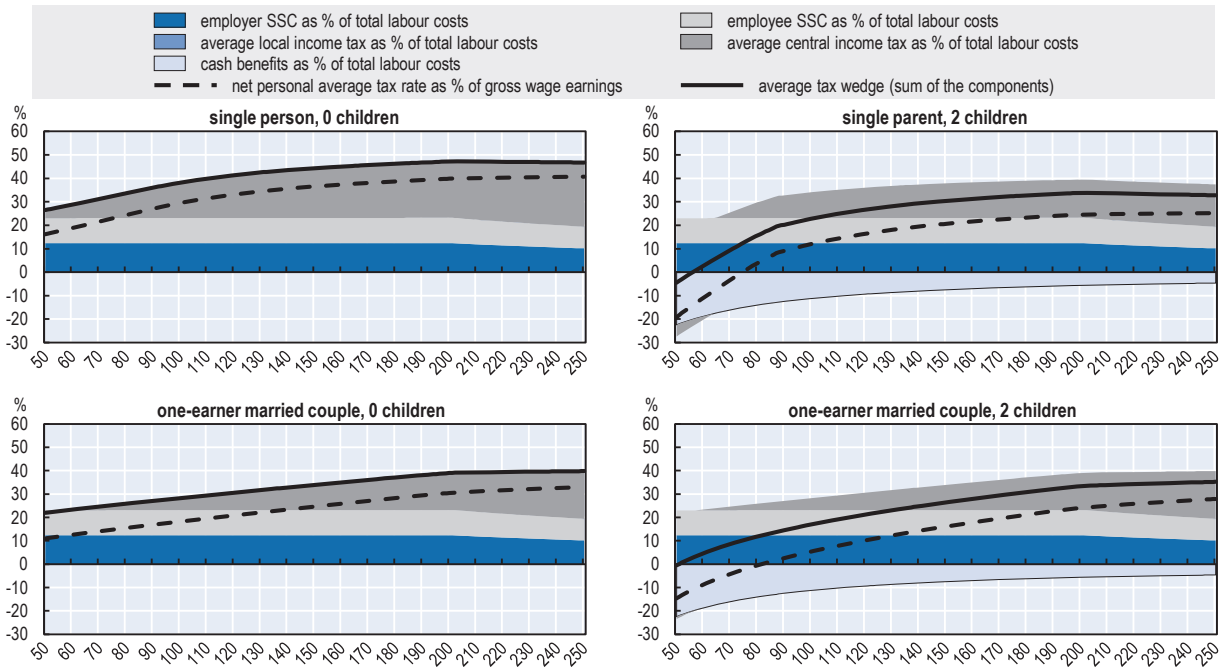 employer SSC as % of total labour costs
employee SSC as % of total labour costs
average local income tax as % of total labour costs
average central income tax as % of total labour costs
cash benefits as % of total labour costs
net personal average tax rate as % of gross wage earnings
average tax wedge (sum of the components)
%
single person, 0 children
60
50
40
30
20
10
0
-10
-20
-30
50 60 70 80 90 100 110 120 130 140 150 160 170 180 190 200 210 220 230 240 250
%
single parent, 2 children
60
50
40
30
20
10
0
-10
-20
-30
50 60 70 80 90 100 110 120 130 140 150 160 170 180 190 200 210 220 230 240 250
%
one-earner married couple, 0 children
60
50
40
30
20
10
0
-10
-20
-30
50 60 70 80 90 100 110 120 130 140 150 160 170 180 190 200 210 220 230 240 250
%
one-earner married couple, 2 children
60
50
40
30
20
10
0
-10
-20
-30
50 60 70 80 90 100 110 120 130 140 150 160 170 180 190 200 210 220 230 240 250